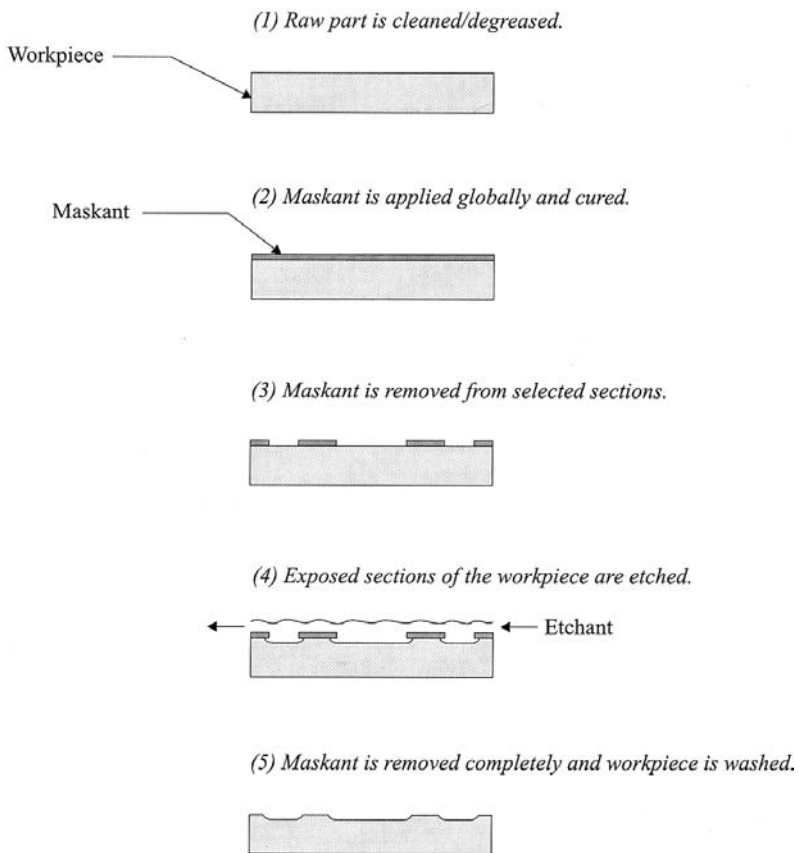 (1) Raw part is cleaned/degreased.
Workpiece
(2) Maskant is applied globally and cured.
Maskant
(3) Maskant is removed from selected sections.
(4) Exposed sections of the workpiece are etched.
Etchant
(5) Maskant is removed completely and workpiece is washed.